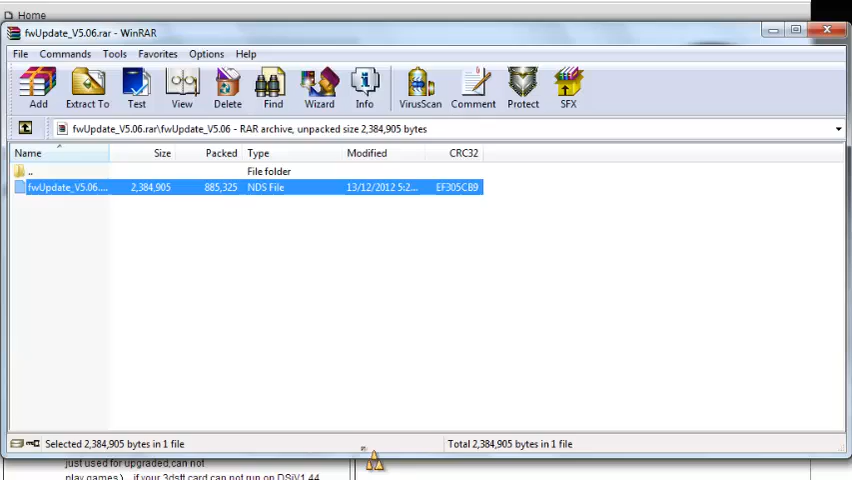 Home
fwUpdate_V5.06.rar - WinRAR
File Commands Tools Favorites Options Help
Add Extract To Test View Delete Find Wizard Info VirusScan Comment Protect SFX
fwUpdate_V5.06.rar\fwUpdate_V5.06 - RAR archive, unpacked size 2,384,905 bytes
Name Size Packed Type Modified CRC32
.. File folder
fwUpdate_V5.06.... 2,384,905 885,325 NDS File 13/12/2012 5:2... EF305CB9
Selected 2,384,905 bytes in 1 file Total 2,384,905 bytes in 1 file
just used for upgraded,can not
play games）, if your 3dstt card can not run on DSiV1.44